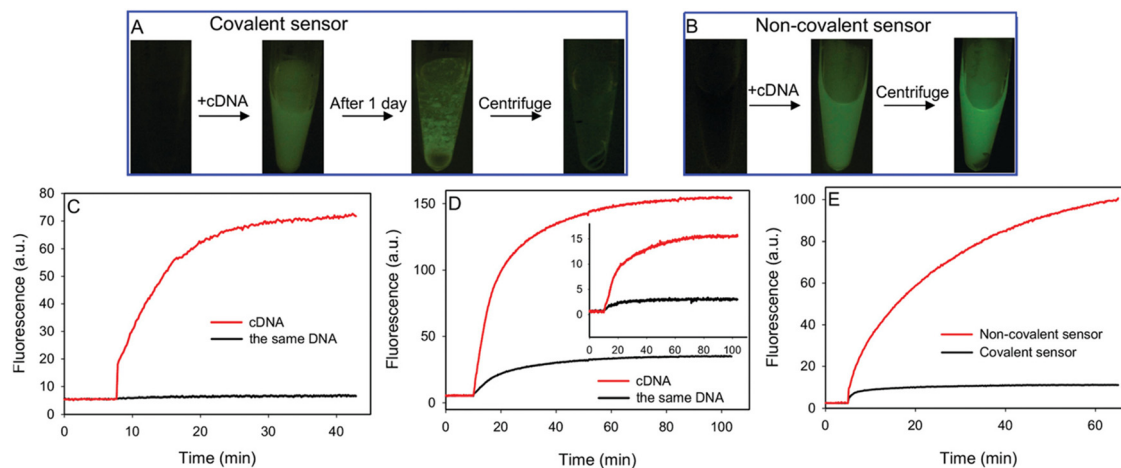 A Covalent sensor
+cDNA
After 1 day
Centrifuge
B Non-covalent sensor
+cDNA
Centrifuge
C
Fluorescence (a.u.)
80
70
60
50
40
30
20
10
0
cDNA
the same DNA
0 10 20 30 40
Time (min)
D
Fluorescence (a.u.)
150
100
50
0
15
10
5
0
0 20 40 60 80 100
cDNA
the same DNA
0 20 40 60 80 100
Time (min)
E
Fluorescence (a.u.)
100
80
60
40
20
0
Non-covalent sensor
Covalent sensor
0 20 40 60
Time (min)